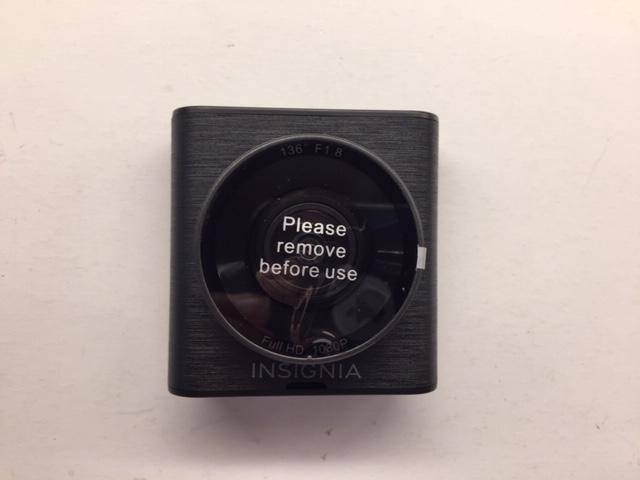 136° F1.8
Please
remove
before use
Full HD 1080P
INSIGNIA